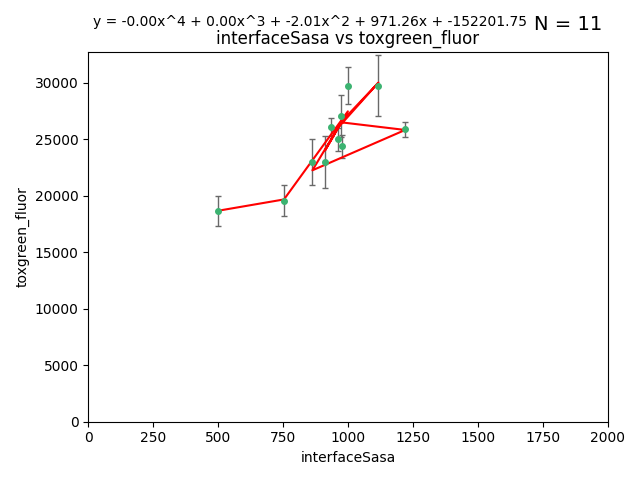 y = -0.00x^4 + 0.00x^3 + -2.01x^2 + 971.26x + -152201.75 N = 11
interfaceSasa vs toxgreen_fluor
30000
25000
20000
15000
10000
5000
0
toxgreen_fluor
0 250 500 750 1000 1250 1500 1750 2000
interfaceSasa